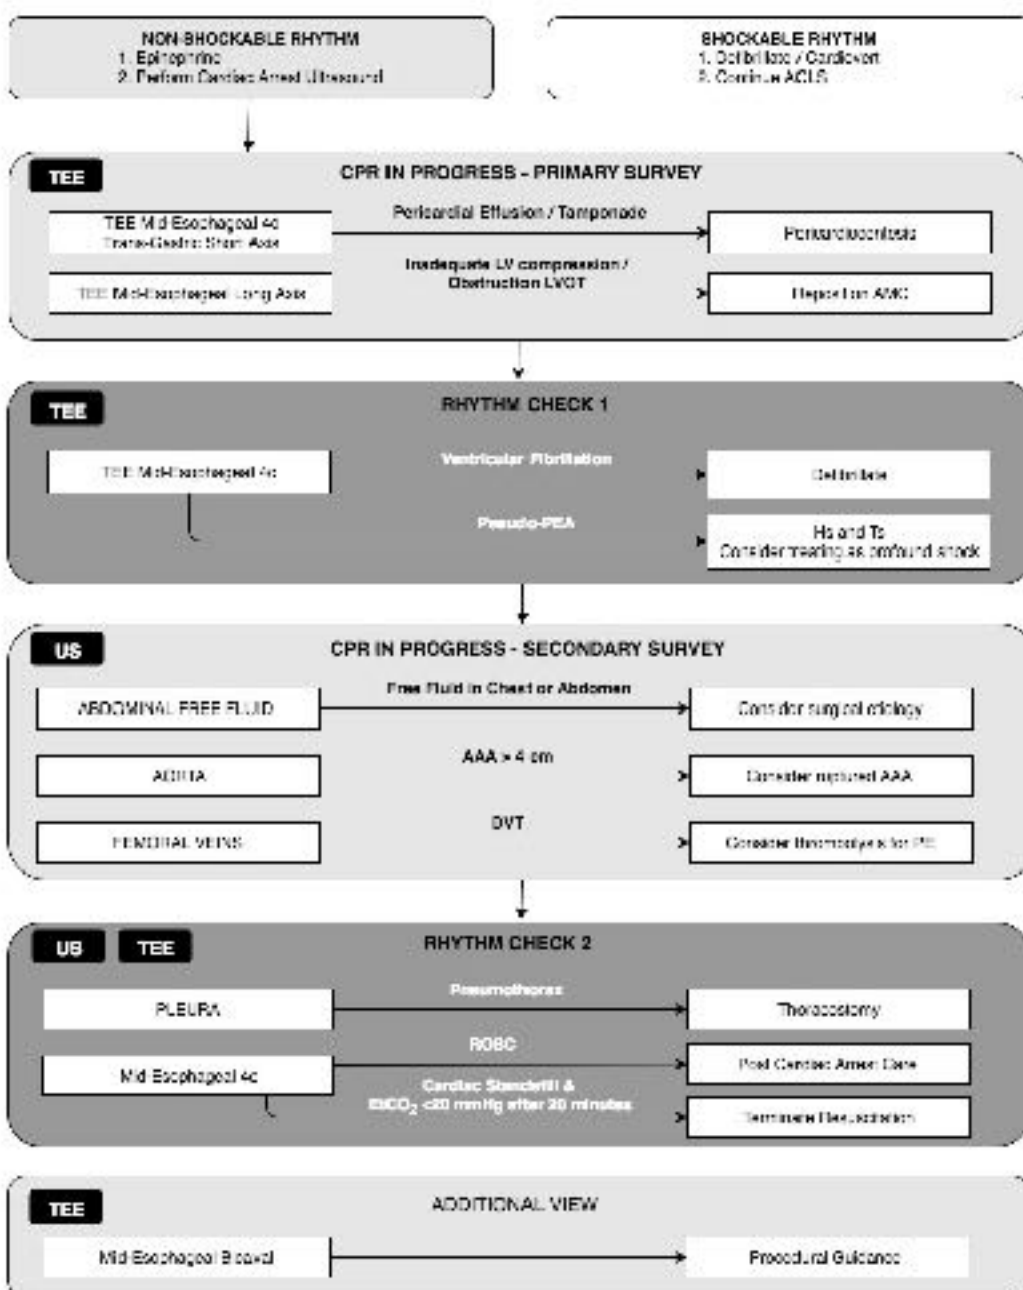 NON-SHOCKABLE RHYTHM
1. Epinephrine
2. Perform Cardiac Arrest Ultrasound
SHOCKABLE RHYTHM
1. Defibrillate / Cardiovert
2. Continue ACLS
TEE
CPR IN PROGRESS - PRIMARY SURVEY
TEE Mid-Esophageal 4c
Trans-Gastric Short Axis
Pericardial Effusion / Tamponade
Pericardiocentesis
TEE Mid-Esophageal Long Axis
Inadequate LV compression /
Obstruction LVOT
Reposition AMC
TEE
RHYTHM CHECK 1
TEE Mid-Esophageal 4c
Ventricular Fibrillation
Defibrillate
Pseudo-PEA
Hs and Ts
Consider treating as profound shock
US
CPR IN PROGRESS - SECONDARY SURVEY
ABDOMINAL FREE FLUID
Free Fluid in Chest or Abdomen
Consider surgical etiology
AORTA
AAA > 4 cm
Consider ruptured AAA
FEMORAL VEINS
DVT
Consider thrombolysis for PE
US
TEE
RHYTHM CHECK 2
PLEURA
Pneumothorax
Thoracostomy
Mid-Esophageal 4c
ROSC
Post Cardiac Arrest Care
Cardiac Standstill &
EtCO₂ <20 mmHg after 20 minutes
Terminate Resuscitation
TEE
ADDITIONAL VIEW
Mid-Esophageal Bicaval
Procedural Guidance